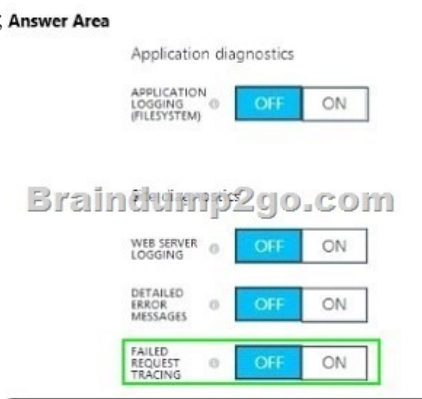 Answer Area
Application diagnostics
APPLICATION
LOGGING
(FILESYSTEM)
OFF ON
Braindump2go.com
WEB SERVER
LOGGING
OFF ON
DETAILED
ERROR
MESSAGES
OFF ON
FAILED
REQUEST
TRACING
OFF ON